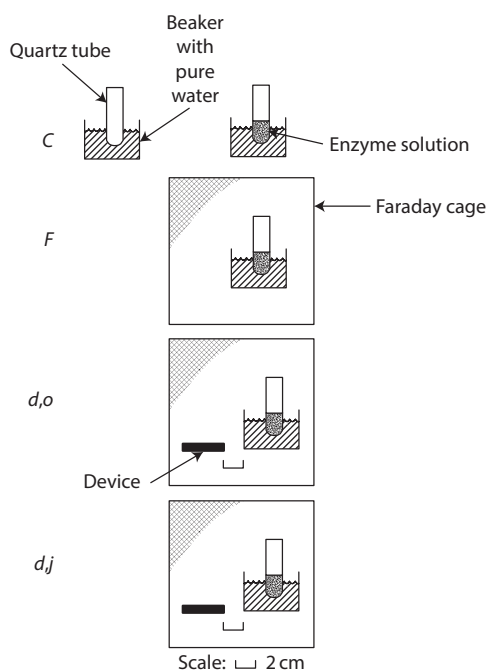 Beaker
with
pure
water
Quartz tube
C
Enzyme solution
Faraday cage
F
d,o
Device
d,j
Scale: 2 cm